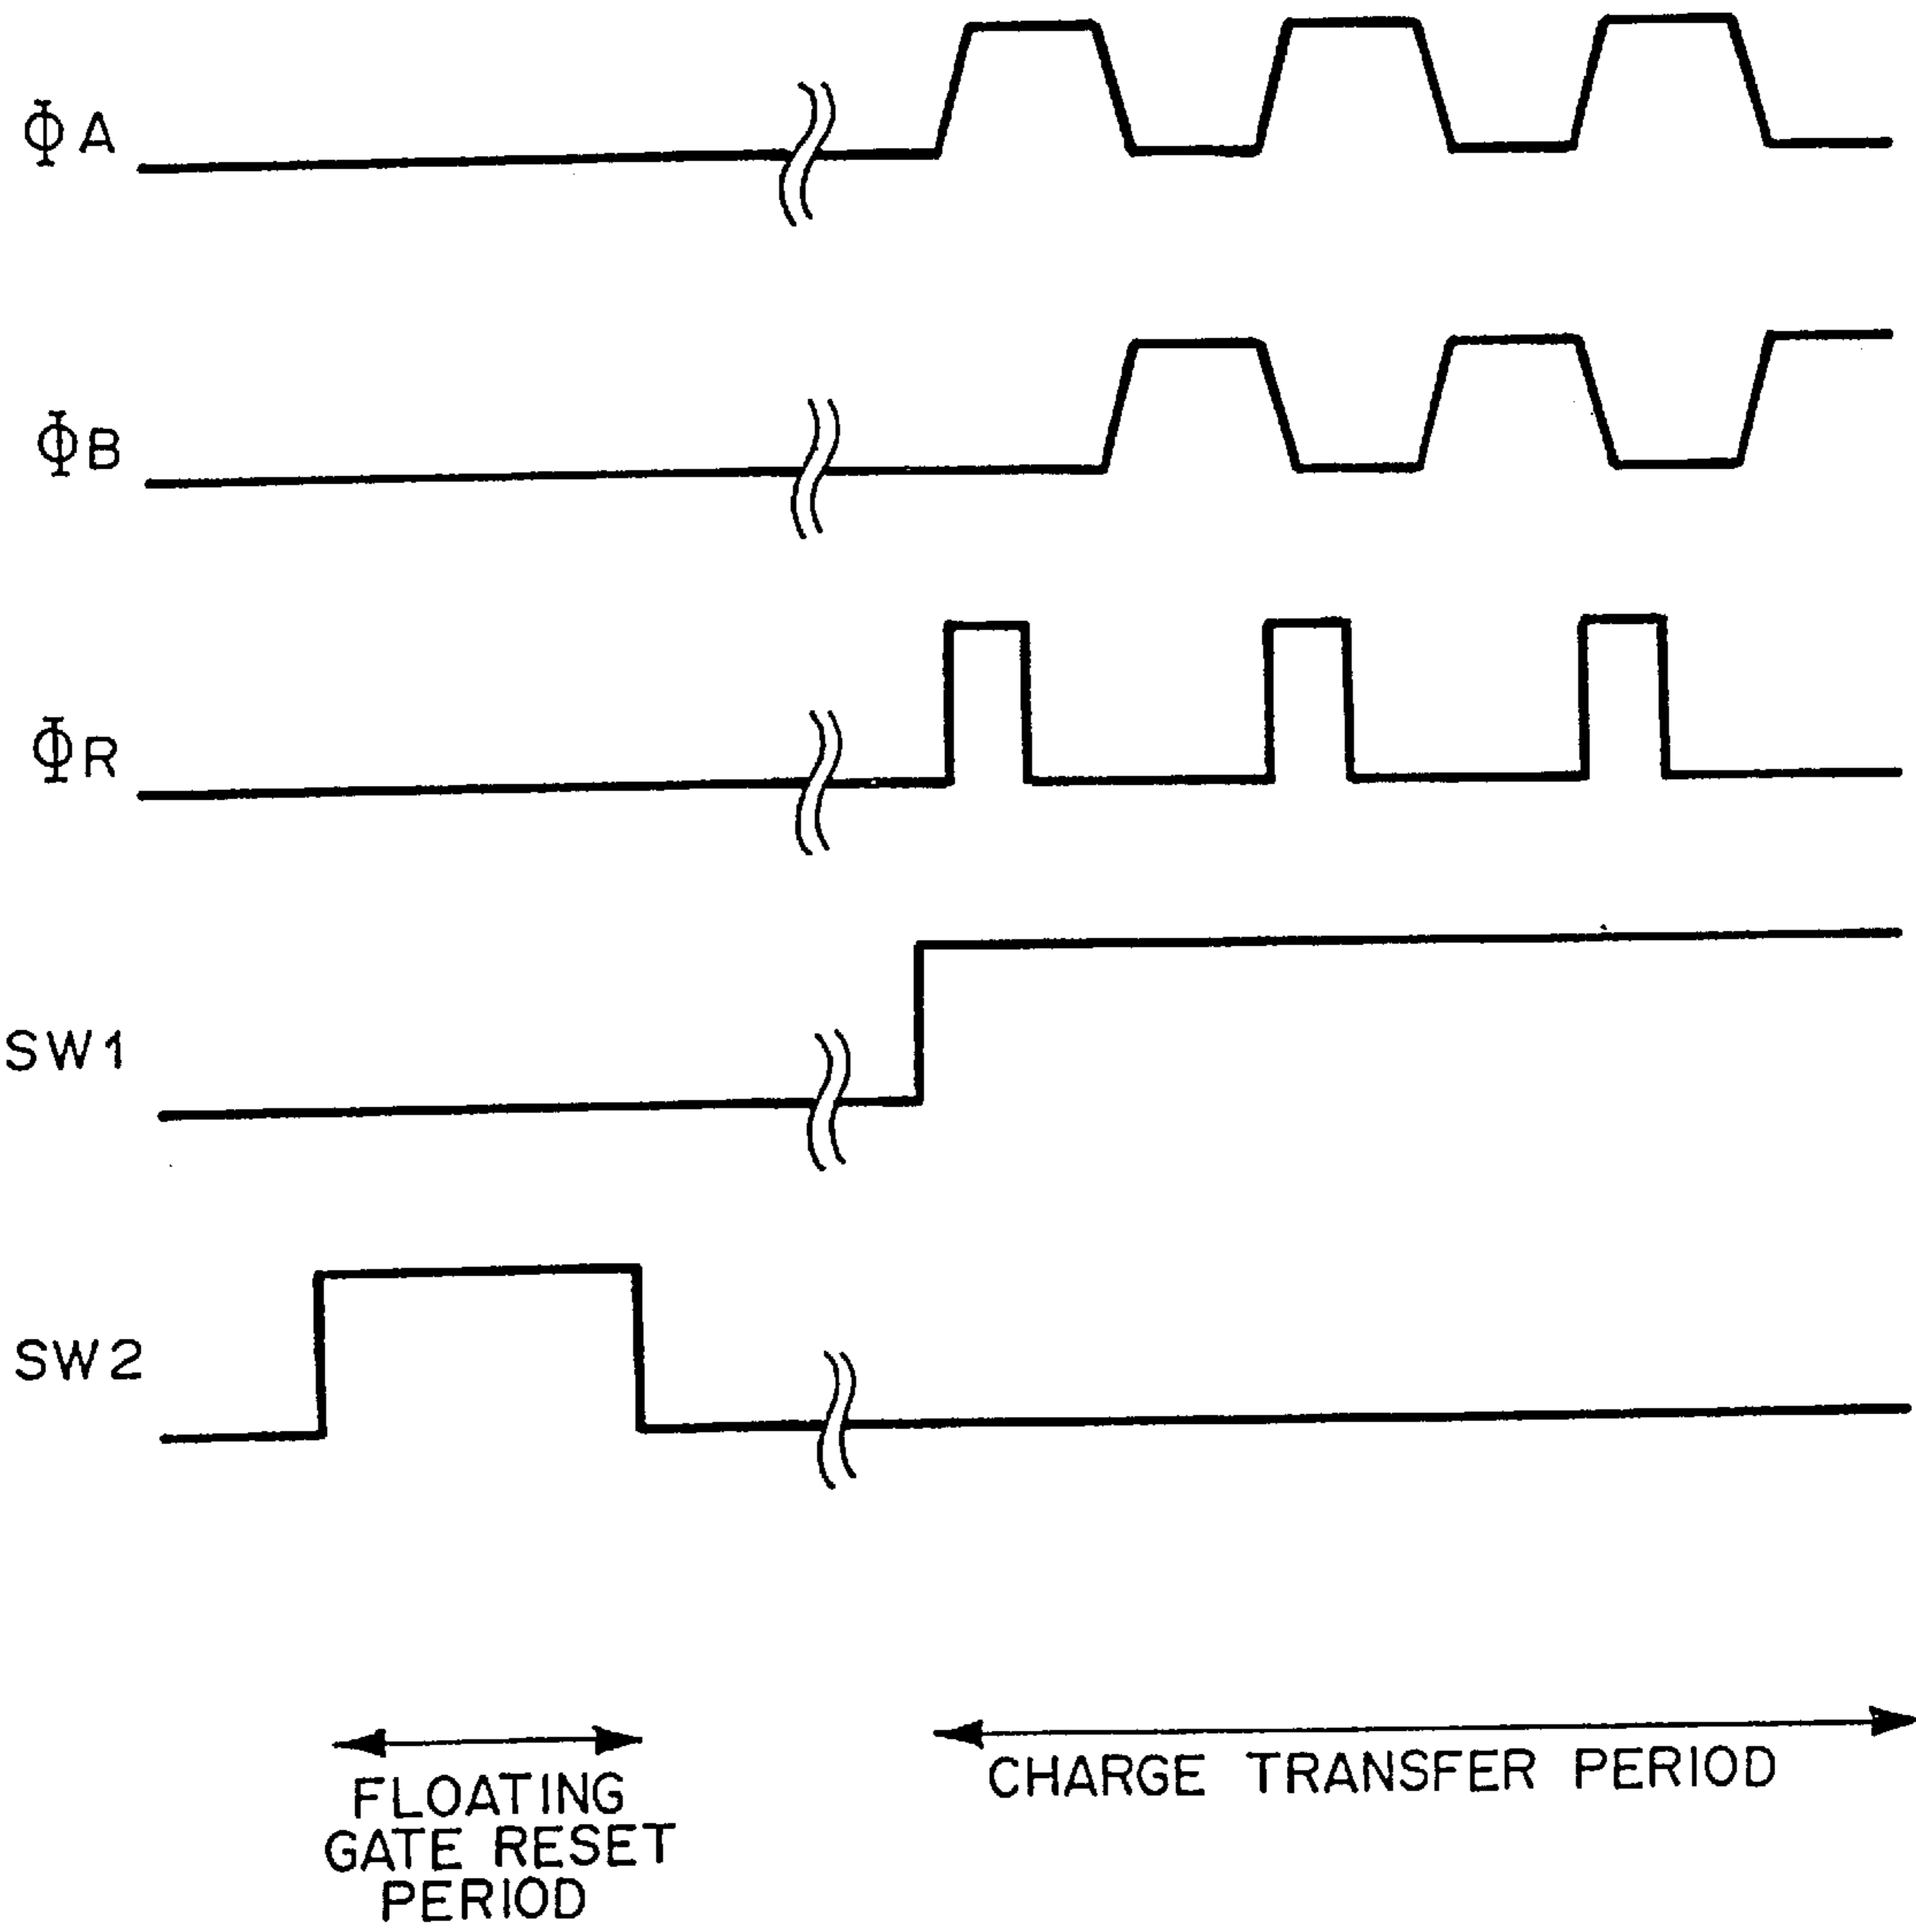 ΦA
ΦB
ΦR
SW1
SW2
FLOATING
GATE RESET
PERIOD
CHARGE TRANSFER PERIOD